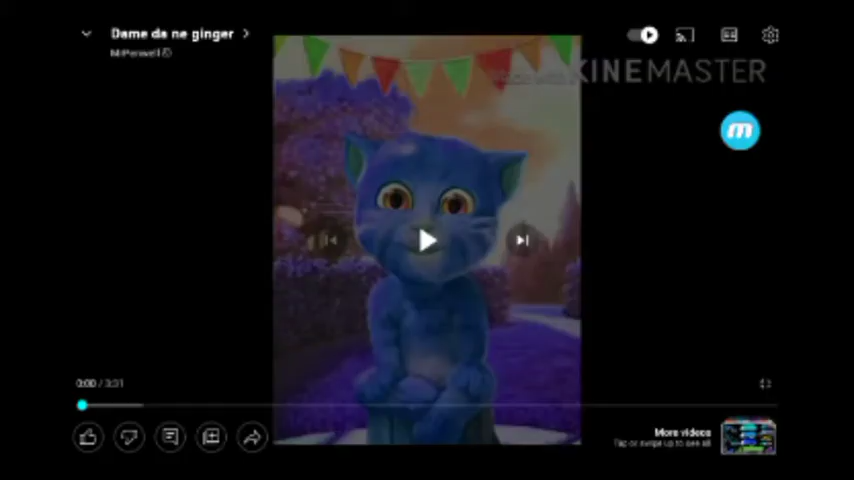 Dame da ne ginger
KINEMASTER
m
0:00 / 3:31
More videos
Tap or swipe up to see all